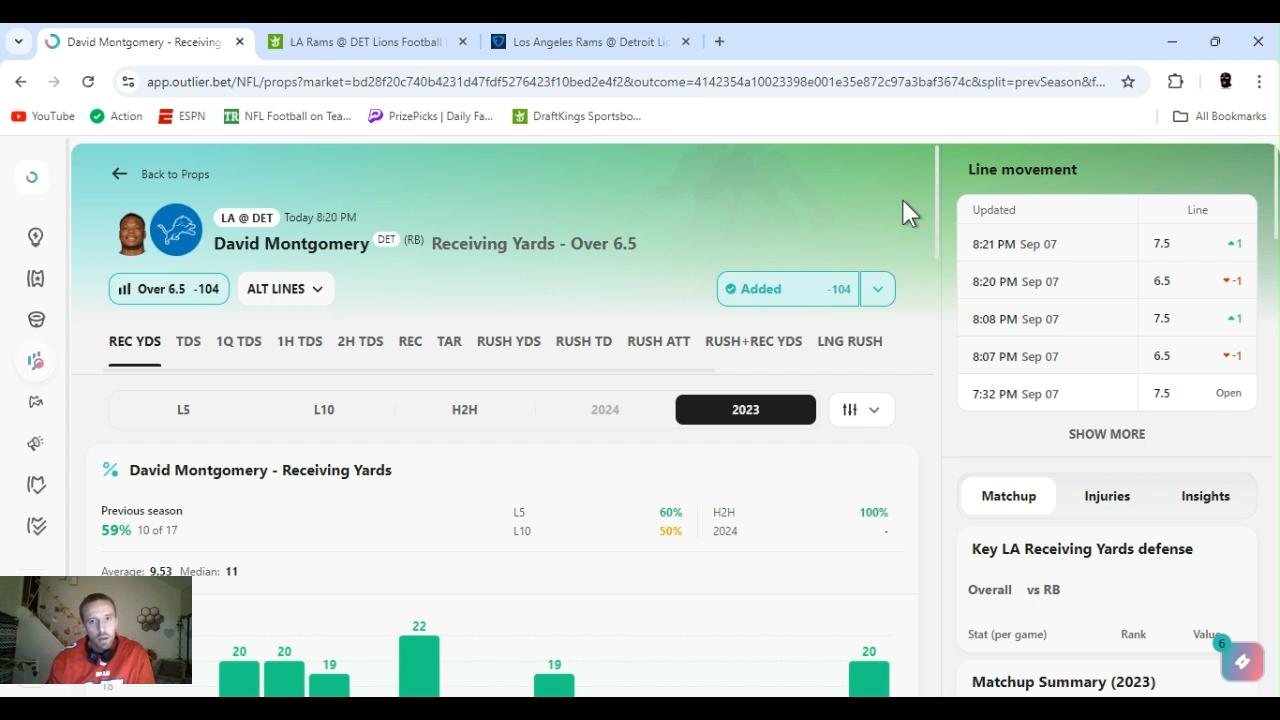 David Montgomery - Receiving
LA Rams @ DET Lions Football
Los Angeles Rams @ Detroit Lic
app.outlier.bet/NFL/props?market=bd28f20c740b4231d47fdf5276423f10bed2e4f2&outcome=4142354a10023398e001e35e872c97a3baf3674c&split=prevSeason&f...
YouTube
Action
ESPN
NFL Football on Tea...
PrizePicks | Daily Fa...
DraftKings Sportsbo...
All Bookmarks
Back to Props
LA @ DET Today 8:20 PM
David Montgomery DET (RB) Receiving Yards - Over 6.5
Over 6.5 -104
ALT LINES
Added -104
REC YDS TDS 1Q TDS 1H TDS 2H TDS REC TAR RUSH YDS RUSH TD RUSH ATT RUSH+REC YDS LNG RUSH
L5 L10 H2H 2024 2023
David Montgomery - Receiving Yards
Previous season
59% 10 of 17
L5 60% H2H 100%
L10 50% 2024 -
Average: 9.53 Median: 11
22
20 20 19 19 20
18
Line movement
Updated Line
8:21 PM Sep 07 7.5 1
8:20 PM Sep 07 6.5 -1
8:08 PM Sep 07 7.5 1
8:07 PM Sep 07 6.5 -1
7:32 PM Sep 07 7.5 Open
SHOW MORE
Matchup Injuries Insights
Key LA Receiving Yards defense
Overall vs RB
Stat (per game) Rank Value
6
Matchup Summary (2023)